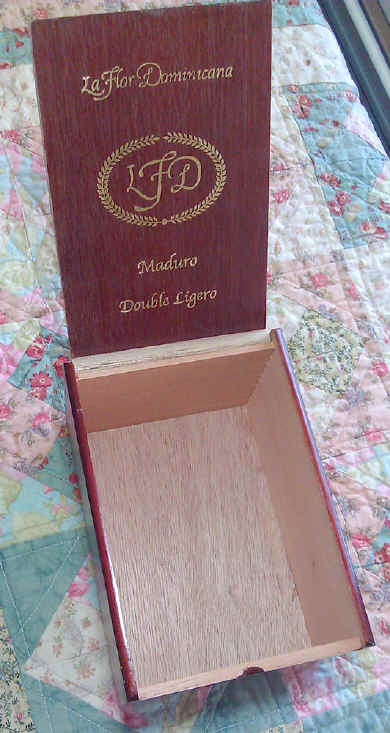 La Flor Dominicana
LFD
Maduro
Double Ligero